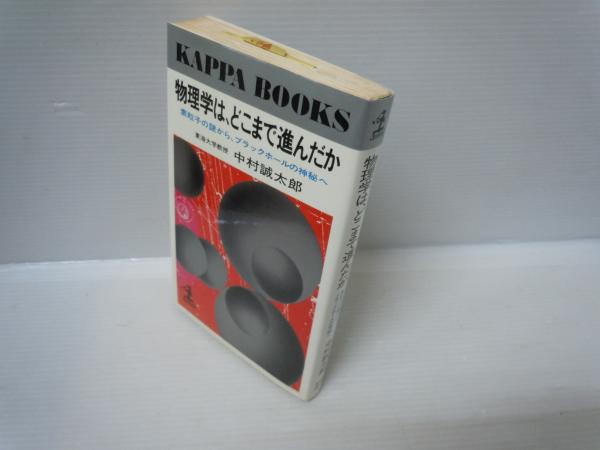 KAPPA BOOKS
物理学は、どこまで進んだか
素粒子の謎から、ブラックホールの神秘へ
東海大学教授 中村誠太郎
物理学は、どこまで進んだか